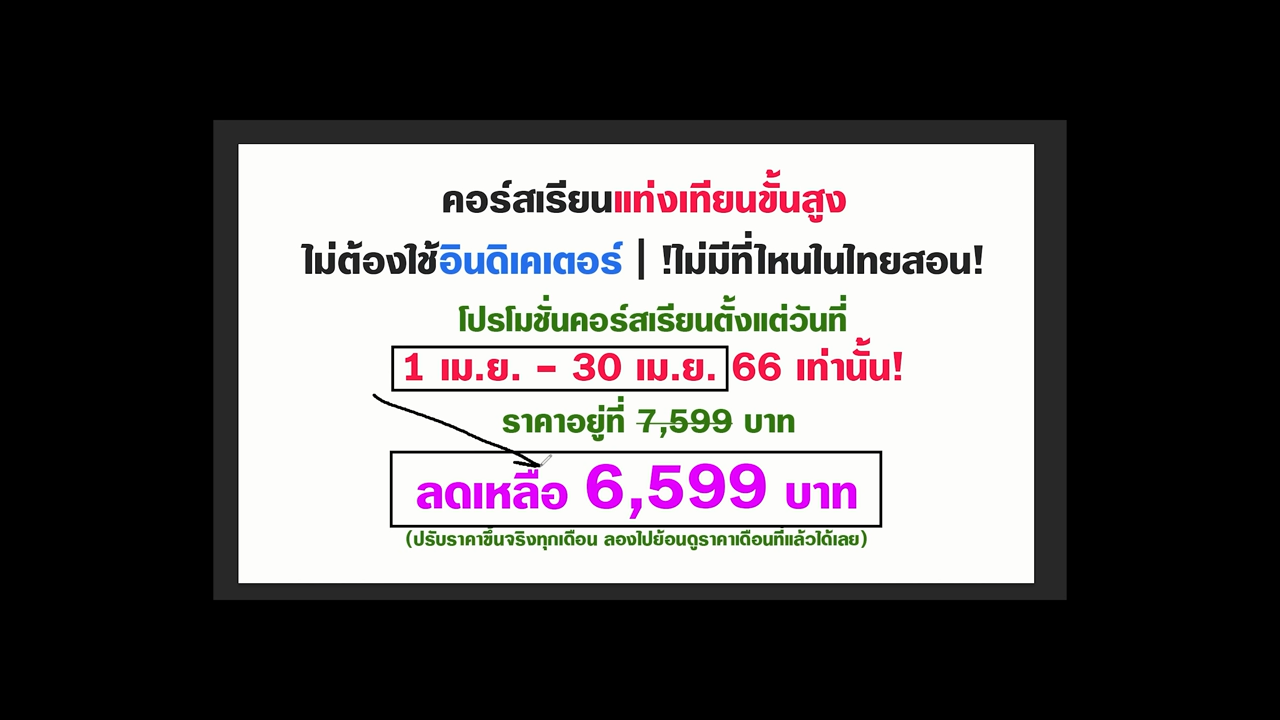 คอร์สเรียนแท่งเทียนขั้นสูง
ไม่ต้องใช้อินดิเคเตอร์ | !ไม่มีที่ไหนในไทยสอน!
โปรโมชั่นคอร์สเรียนตั้งแต่วันที่
1 เม.ย. - 30 เม.ย. 66 เท่านั้น!
ราคาอยู่ที่ 7,599 บาท
ลดเหลือ 6,599 บาท
(ปรับราคาขึ้นจริงทุกเดือน ลองไปย้อนดูราคาเดือนที่แล้วได้เลย)